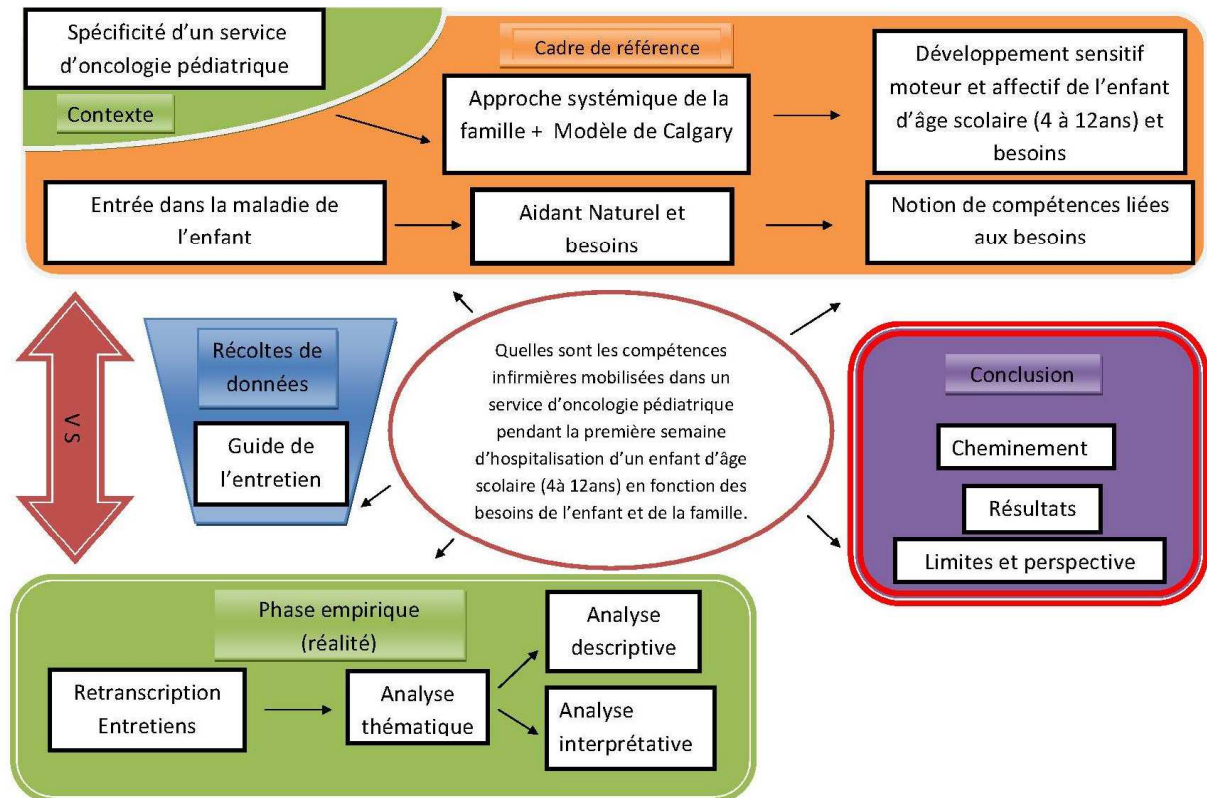 Spécificité d'un service
d'oncologie pédiatrique
Contexte
Cadre de référence
Approche systémique de la
famille + Modèle de Calgary
Développement sensitif
moteur et affectif de l'enfant
d'âge scolaire (4 à 12ans) et
besoins
Entrée dans la maladie de
l'enfant
Aidant Naturel et
besoins
Notion de compétences liées
aux besoins
VS
Récoltes de
données
Guide de
l'entretien
Quelles sont les compétences
infirmières mobilisées dans un
service d'oncologie pédiatrique
pendant la première semaine
d'hospitalisation d'un enfant d'âge
scolaire (4à 12ans) en fonction des
besoins de l'enfant et de la famille.
Conclusion
Cheminement
Résultats
Limites et perspective
Phase empirique
(réalité)
Retranscription
Entretiens
Analyse
thématique
Analyse
descriptive
Analyse
interprétative